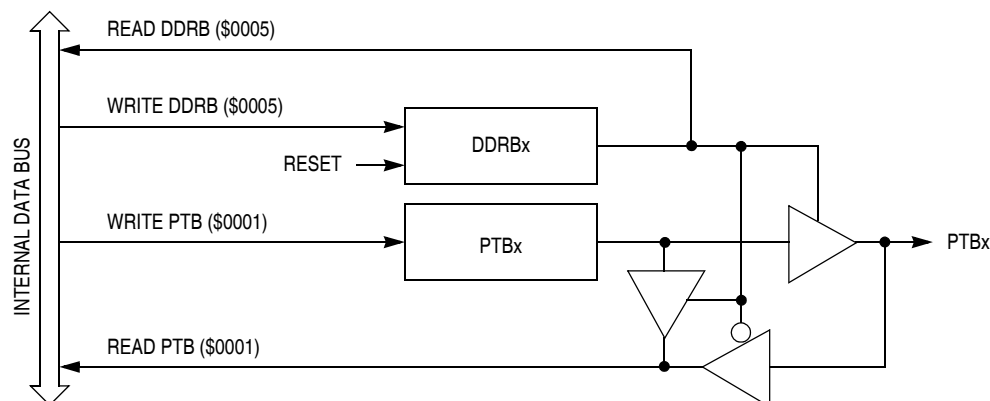 READ DDRB ($0005)
WRITE DDRB ($0005)
DDRBx
RESET
INTERNAL DATA BUS
WRITE PTB ($0001)
PTBx
PTBx
READ PTB ($0001)